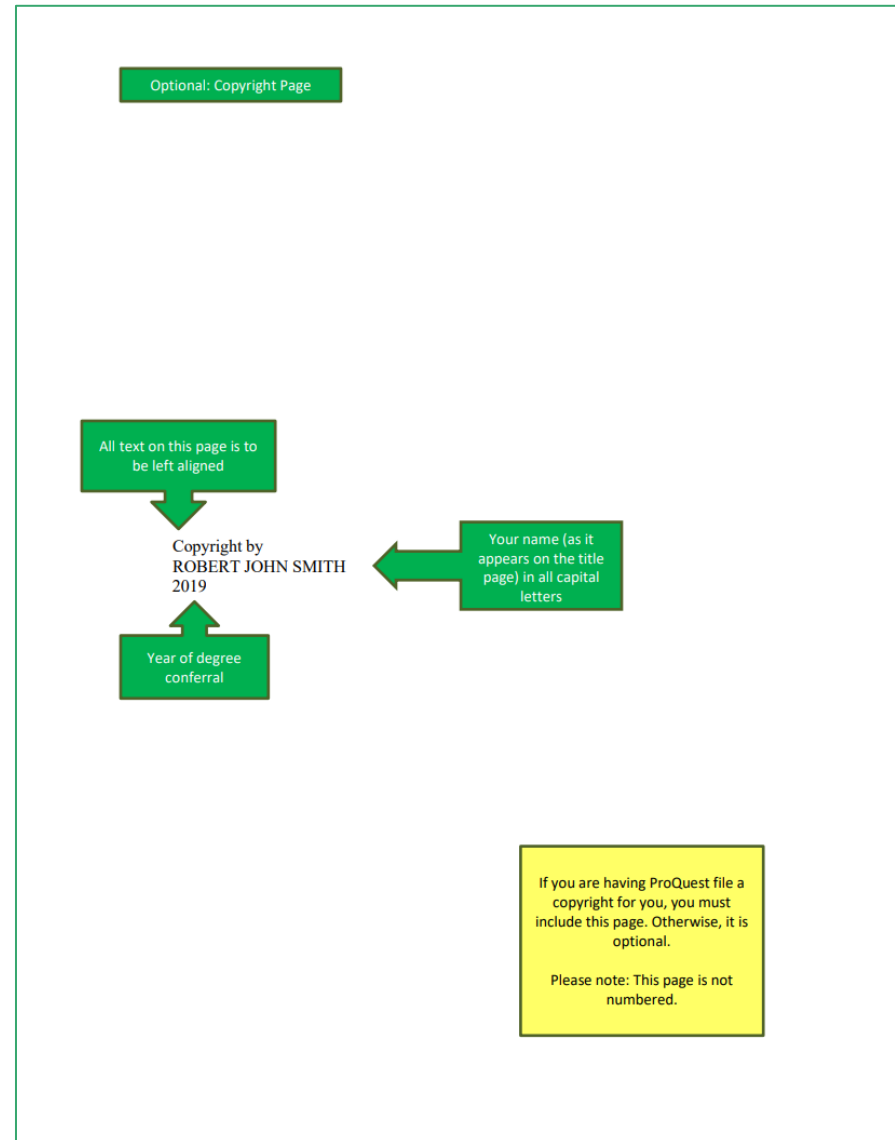 Optional: Copyright Page
All text on this page is to
be left aligned
Copyright by
ROBERT JOHN SMITH
2019
Your name (as it
appears on the title
page) in all capital
letters
Year of degree
conferral
If you are having ProQuest file a
copyright for you, you must
include this page. Otherwise, it is
optional.
Please note: This page is not
numbered.